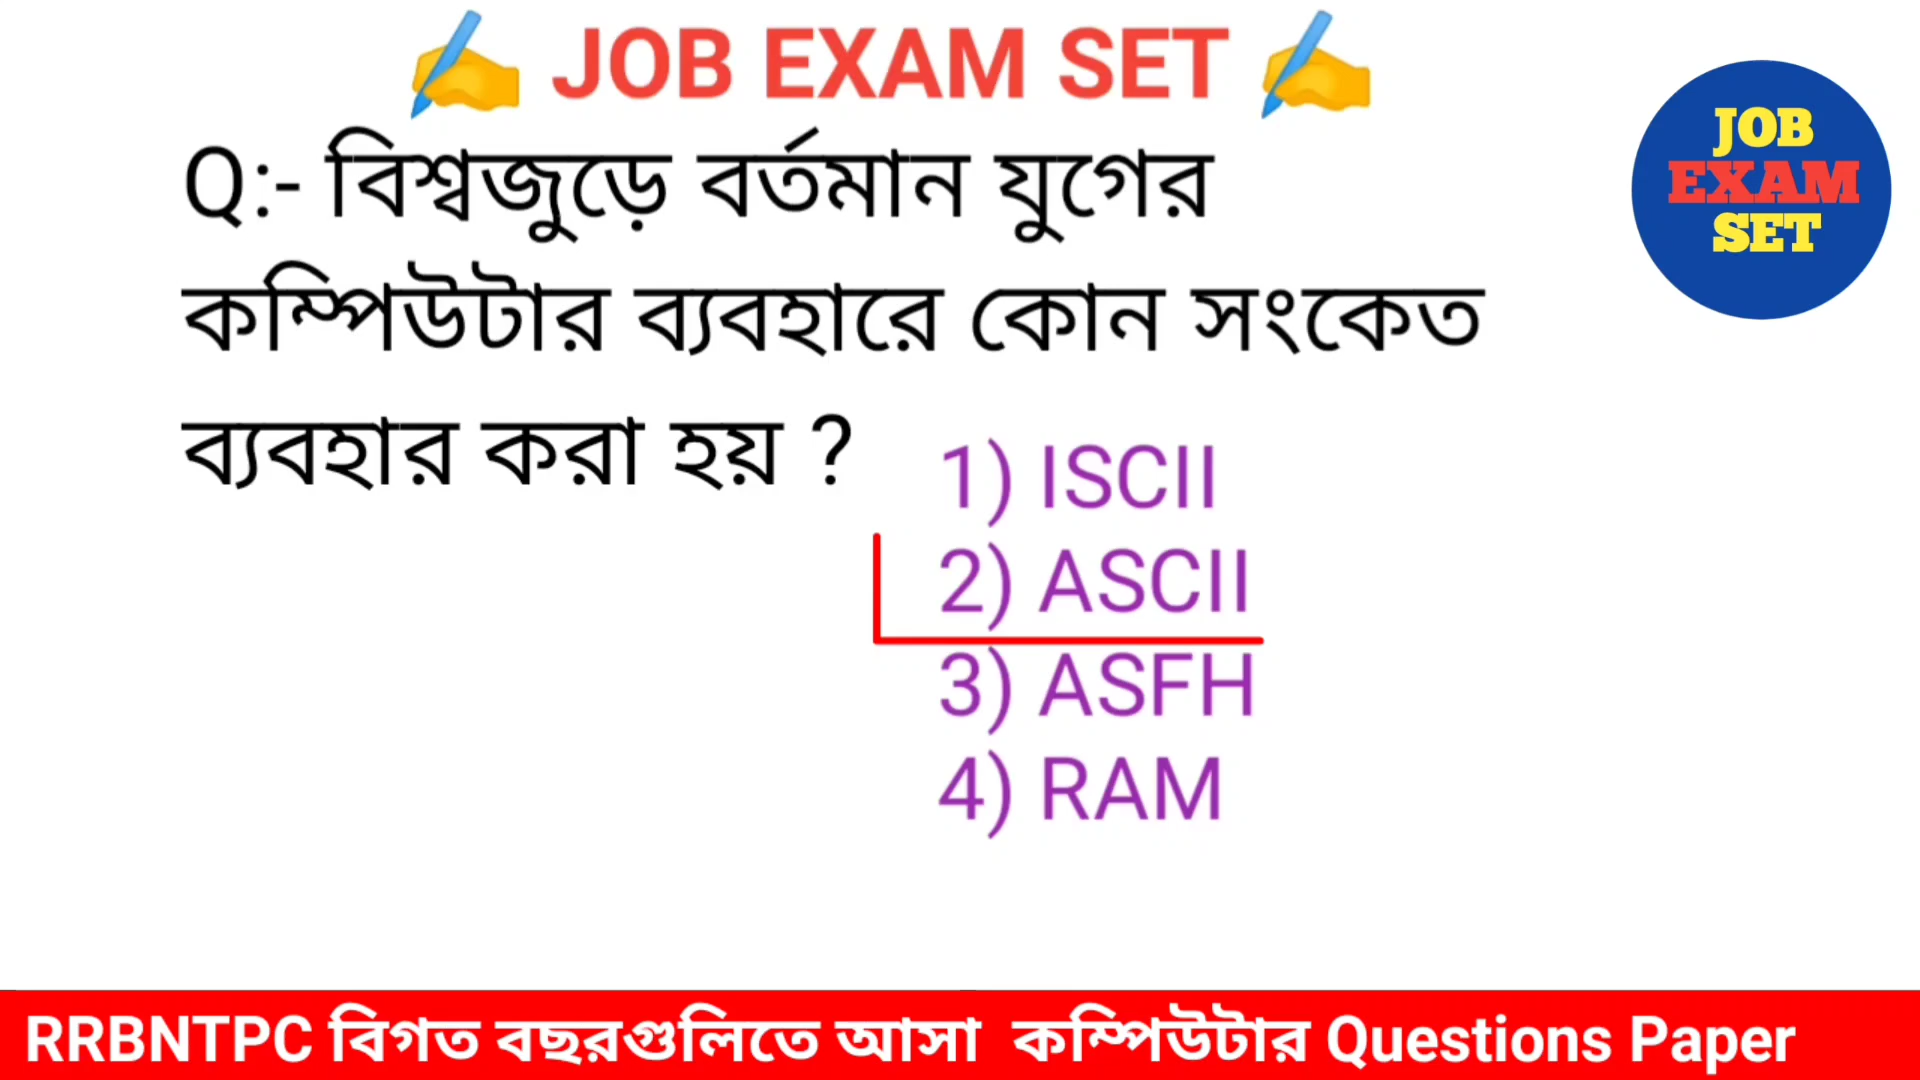 ✍️ JOB EXAM SET ✍️
JOB
EXAM
SET
Q:- বিশ্বজুড়ে বর্তমান যুগের
কম্পিউটার ব্যবহারে কোন সংকেত
ব্যবহার করা হয় ?
1) ISCII
2) ASCII
3) ASFH
4) RAM
RRBNTPC বিগত বছরগুলিতে আসা কম্পিউটার Questions Paper